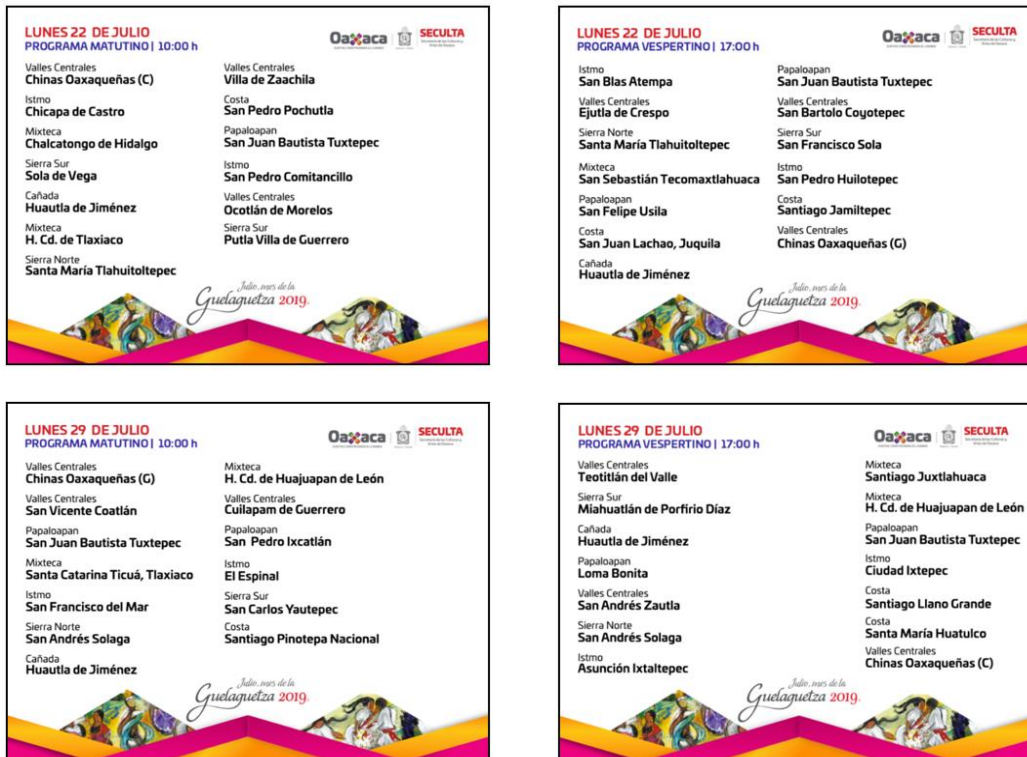 LUNES 22 DE JULIO
PROGRAMA MATUTINO| 10:00 h
Oaxaca
SECULTA
Valles Centrales
Chinas Oaxaqueñas (C)
Istmo
Chicapa de Castro
Mixteca
Chalcatongo de Hidalgo
Sierra Sur
Sola de Vega
Cañada
Huautla de Jiménez
Mixteca
H. Cd. de Tlaxiaco
Sierra Norte
Santa María Tlahuitoltepec
Valles Centrales
Villa de Zaachila
Costa
San Pedro Pochutla
Papaloapan
San Juan Bautista Tuxtepec
Istmo
San Pedro Comitancillo
Valles Centrales
Ocotlán de Morelos
Sierra Sur
Putla Villa de Guerrero
Julio, mes de la
Guelaguetza 2019.
LUNES 22 DE JULIO
PROGRAMA VESPERTINO| 17:00 h
Oaxaca
SECULTA
Istmo
San Blas Atempa
Valles Centrales
Ejutla de Crespo
Sierra Norte
Santa María Tlahuitoltepec
Mixteca
San Sebastián Tecomaxtlahuaca
Papaloapan
San Felipe Usila
Costa
San Juan Lachao, Juquila
Cañada
Huautla de Jiménez
Papaloapan
San Juan Bautista Tuxtepec
Valles Centrales
San Bartolo Coyotepec
Sierra Sur
San Francisco Sola
Istmo
San Pedro Huilotepec
Costa
Santiago Jamiltepec
Valles Centrales
Chinas Oaxaqueñas (G)
Julio, mes de la
Guelaguetza 2019.
LUNES 29 DE JULIO
PROGRAMA MATUTINO| 10:00 h
Oaxaca
SECULTA
Valles Centrales
Chinas Oaxaqueñas (G)
Valles Centrales
San Vicente Coatlán
Papaloapan
San Juan Bautista Tuxtepec
Mixteca
Santa Catarina Ticuá, Tlaxiaco
Istmo
San Francisco del Mar
Sierra Norte
San Andrés Solaga
Cañada
Huautla de Jiménez
Mixteca
H. Cd. de Huajuapan de León
Valles Centrales
Cuilapam de Guerrero
Papaloapan
San Pedro Ixcatlán
Istmo
El Espinal
Sierra Sur
San Carlos Yautepec
Costa
Santiago Pinotepa Nacional
Julio, mes de la
Guelaguetza 2019.
LUNES 29 DE JULIO
PROGRAMA VESPERTINO| 17:00 h
Oaxaca
SECULTA
Valles Centrales
Teotitlán del Valle
Sierra Sur
Miahuatlán de Porfirio Díaz
Cañada
Huautla de Jiménez
Papaloapan
Loma Bonita
Valles Centrales
San Andrés Zautla
Sierra Norte
San Andrés Solaga
Istmo
Asunción Ixtaltepec
Mixteca
Santiago Juxtlahuaca
Mixteca
H. Cd. de Huajuapan de León
Papaloapan
San Juan Bautista Tuxtepec
Istmo
Ciudad Ixtepec
Costa
Santiago Llano Grande
Costa
Santa María Huatulco
Valles Centrales
Chinas Oaxaqueñas (C)
Julio, mes de la
Guelaguetza 2019.